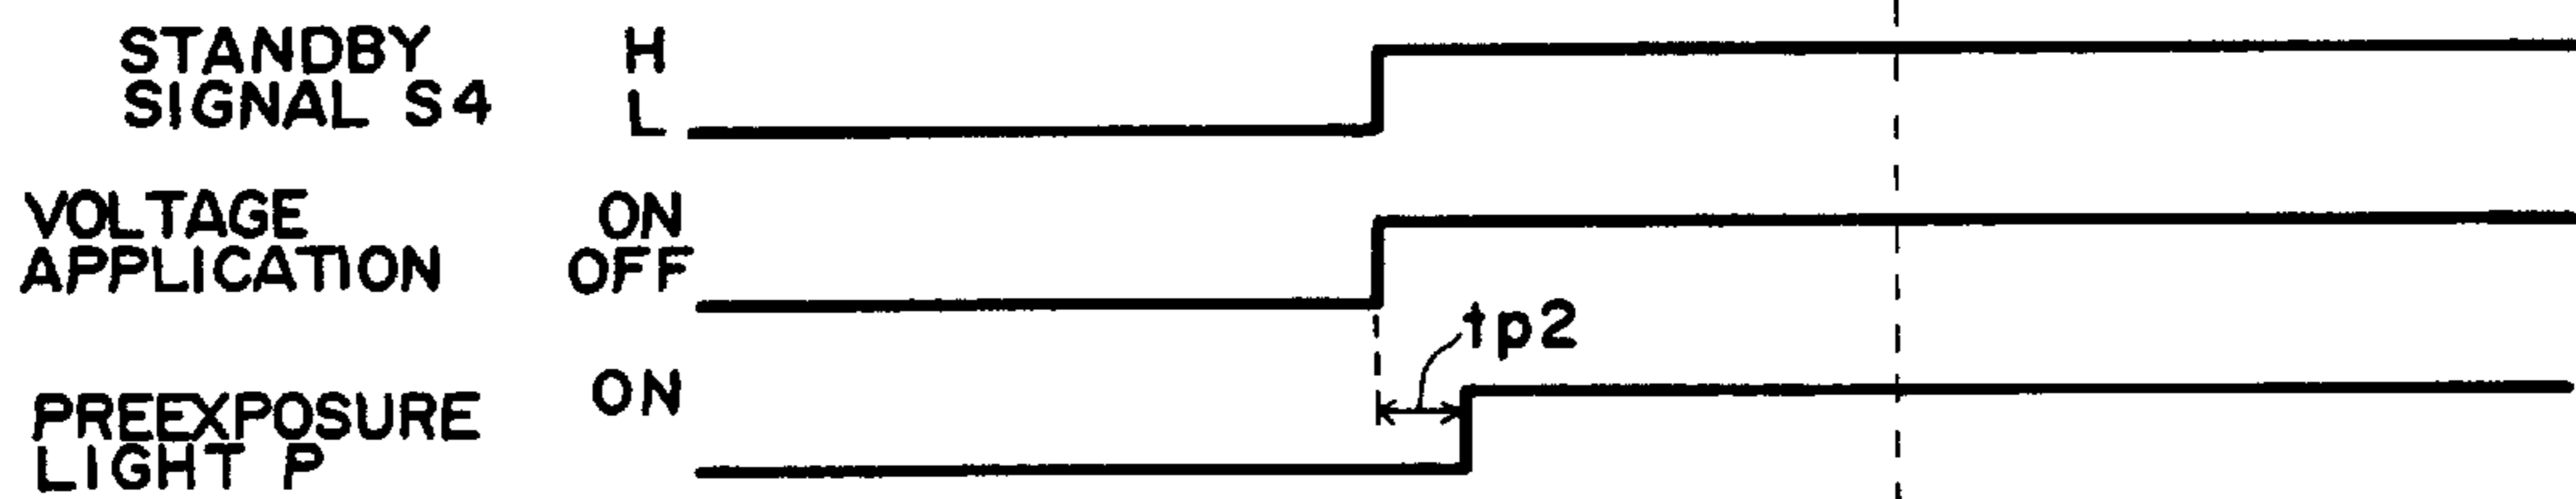 STANDBY H
SIGNAL S4 L
VOLTAGE ON
APPLICATION OFF
tp2
PREEXPOSURE ON
LIGHT P